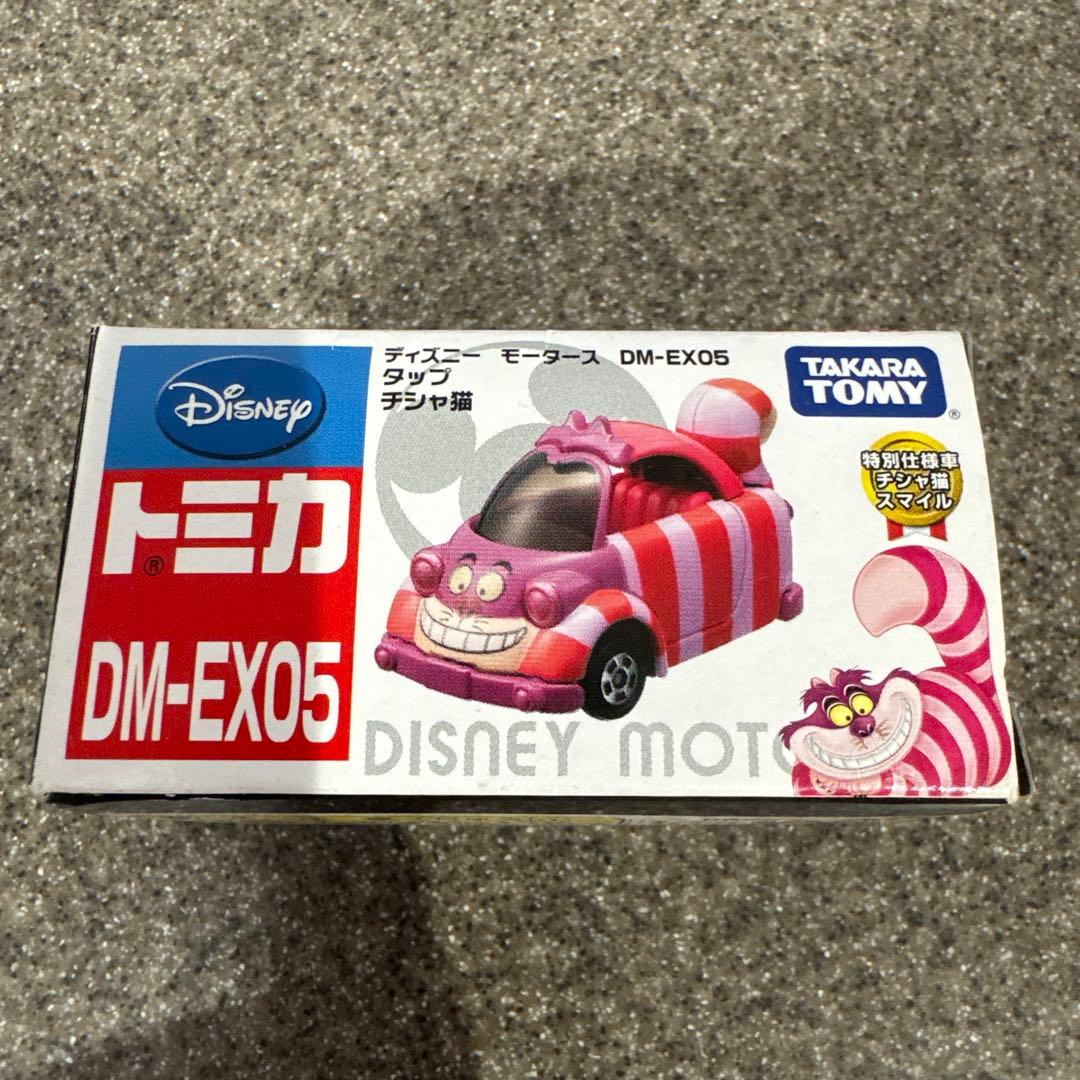 Disney
トミカ
®
DM-EX05
ディズニー モータース DM-EX05
タップ
チシャ猫
TAKARA
TOMY
®
特別仕様車
チシャ猫
スマイル
DISNEY MOTO